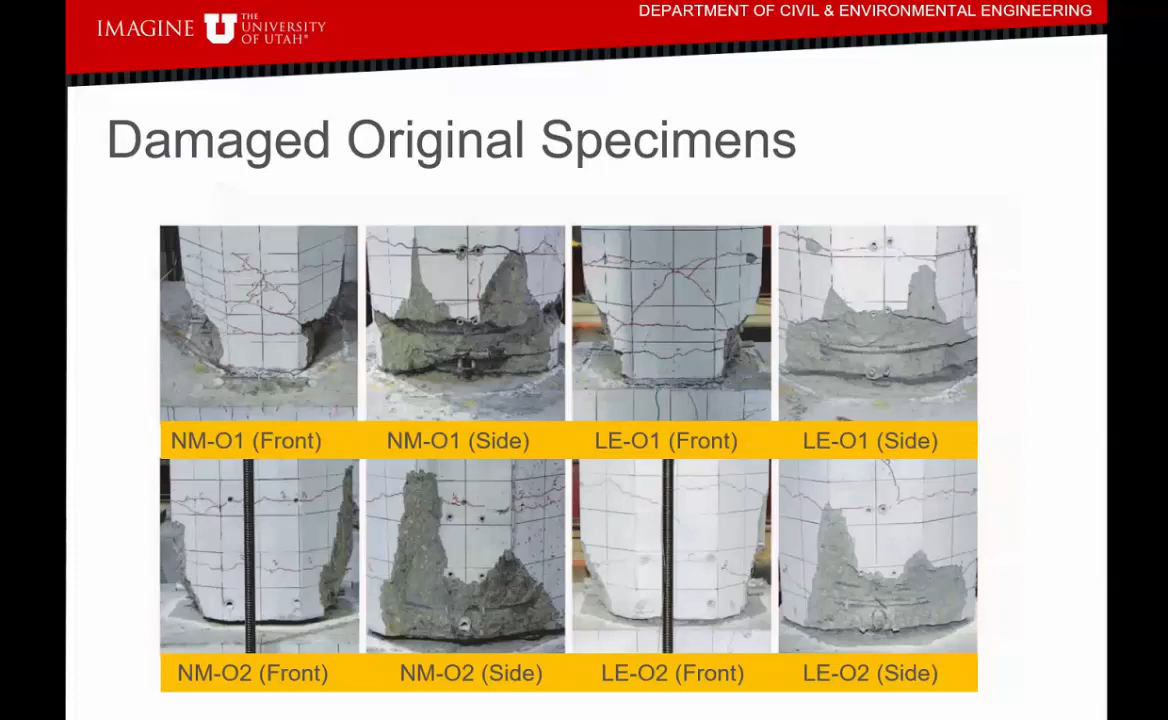 DEPARTMENT OF CIVIL & ENVIRONMENTAL ENGINEERING
IMAGINE U THE UNIVERSITY OF UTAH®
Damaged Original Specimens
NM-O1 (Front) NM-O1 (Side) LE-O1 (Front) LE-O1 (Side)
NM-O2 (Front) NM-O2 (Side) LE-O2 (Front) LE-O2 (Side)